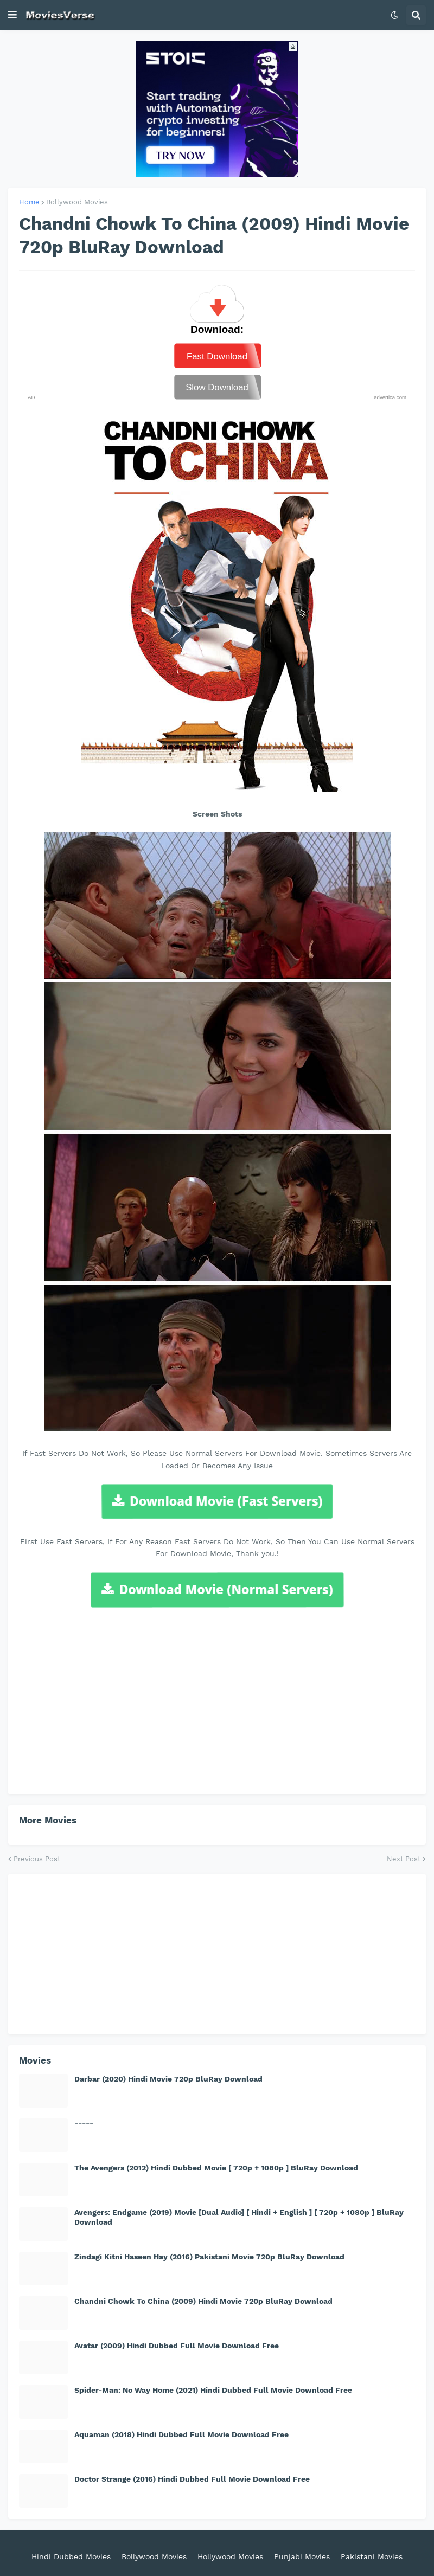 MoviesVerse
STOIC
Start trading
with Automating
crypto investing
for beginners!
TRY NOW
Home › Bollywood Movies
Chandni Chowk To China (2009) Hindi Movie
720p BluRay Download
Download:
Fast Download
Slow Download
AD
advertica.com
CHANDNI CHOWK
TO CHINA
Screen Shots
If Fast Servers Do Not Work, So Please Use Normal Servers For Download Movie. Sometimes Servers Are
Loaded Or Becomes Any Issue
Download Movie (Fast Servers)
First Use Fast Servers, If For Any Reason Fast Servers Do Not Work, So Then You Can Use Normal Servers
For Download Movie, Thank you.!
Download Movie (Normal Servers)
More Movies
‹ Previous Post
Next Post ›
Movies
Darbar (2020) Hindi Movie 720p BluRay Download
-----
The Avengers (2012) Hindi Dubbed Movie [ 720p + 1080p ] BluRay Download
Avengers: Endgame (2019) Movie [Dual Audio] [ Hindi + English ] [ 720p + 1080p ] BluRay
Download
Zindagi Kitni Haseen Hay (2016) Pakistani Movie 720p BluRay Download
Chandni Chowk To China (2009) Hindi Movie 720p BluRay Download
Avatar (2009) Hindi Dubbed Full Movie Download Free
Spider-Man: No Way Home (2021) Hindi Dubbed Full Movie Download Free
Aquaman (2018) Hindi Dubbed Full Movie Download Free
Doctor Strange (2016) Hindi Dubbed Full Movie Download Free
Hindi Dubbed Movies Bollywood Movies Hollywood Movies Punjabi Movies Pakistani Movies